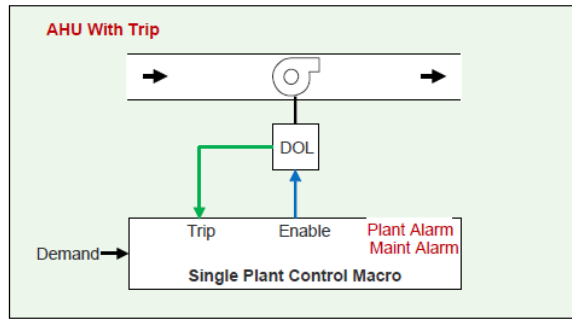 AHU With Trip
DOL
Trip Enable Plant Alarm
Maint Alarm
Demand
Single Plant Control Macro